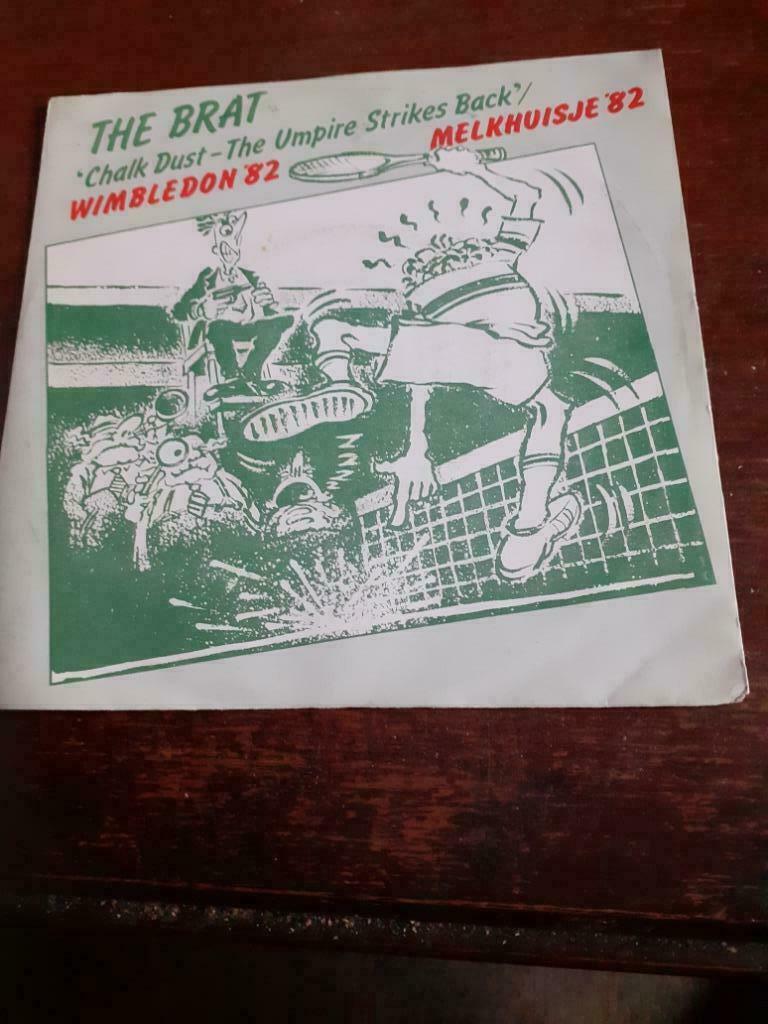 THE BRAT
'Chalk Dust-The Umpire Strikes Back'/
WIMBLEDON '82 MELKHUISJE '82